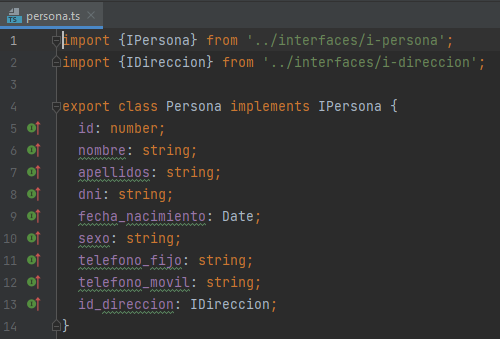 persona.ts
1 import {IPersona} from '../interfaces/i-persona';
2 import {IDireccion} from '../interfaces/i-direccion';
3
4 export class Persona implements IPersona {
5 id: number;
6 nombre: string;
7 apellidos: string;
8 dni: string;
9 fecha_nacimiento: Date;
10 sexo: string;
11 telefono_fijo: string;
12 telefono_movil: string;
13 id_direccion: IDireccion;
14 }